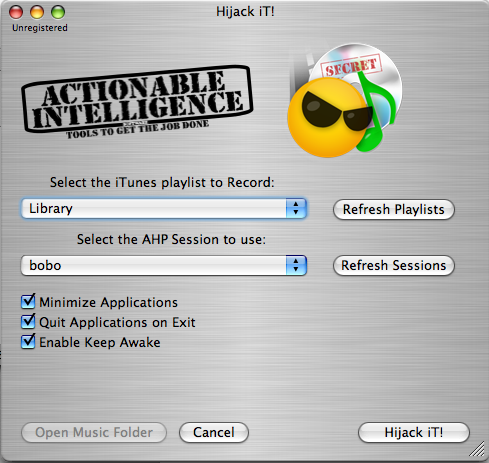 Hijack iT!
Unregistered
SECRET
ACTIONABLE
INTELLIGENCE
TOOLS TO GET THE JOB DONE
Select the iTunes playlist to Record:
Library
Refresh Playlists
Select the AHP Session to use:
bobo
Refresh Sessions
Minimize Applications
Quit Applications on Exit
Enable Keep Awake
Open Music Folder
Cancel
Hijack iT!